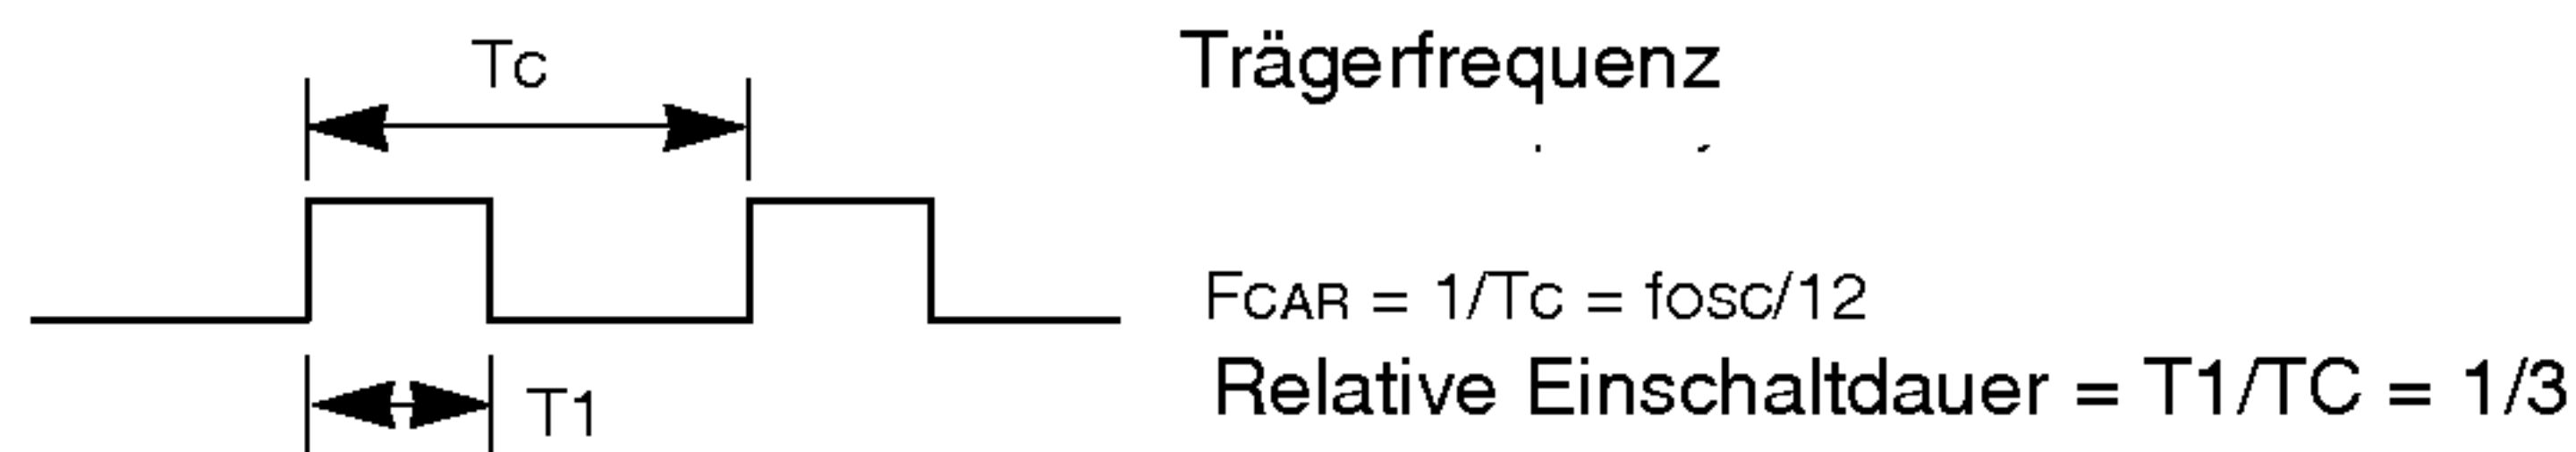 Tc
Trägerfrequenz
FCAR = 1/Tc = fosc/12
Relative Einschaltdauer = T1/TC = 1/3
T1